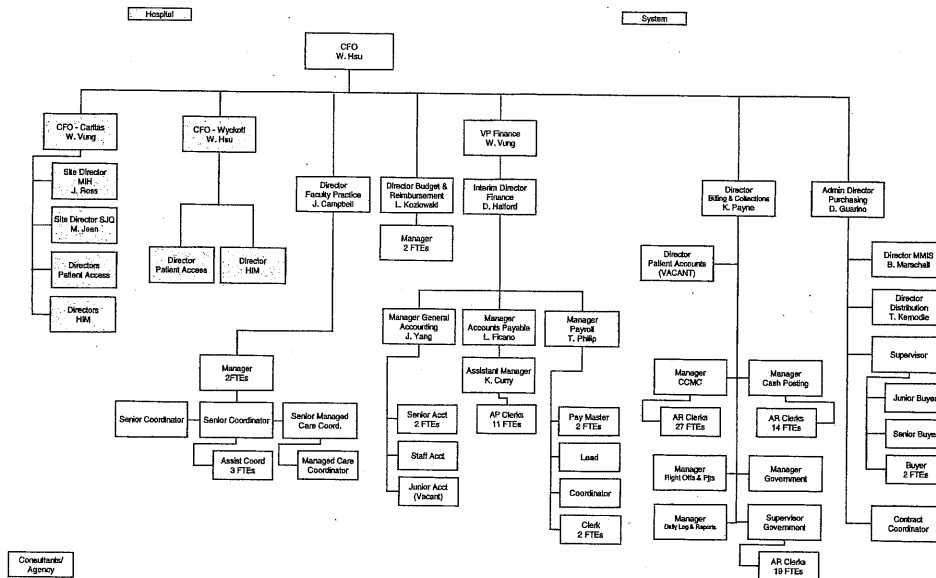 Hospital
System
CFO
W. Hsu
CFO - Caritas
W. Vung
CFO - Wyckoff
W. Hsu
VP Finance
W. Vung
Site Director
MIH
J. Ross
Site Director SJQ
M. Jean
Directors
Patient Access
Directors
HIM
Director
Patient Access
Director
HIM
Director
Faculty Practice
J. Campbell
Director Budget &
Reimbursement
L. Kozlowski
Manager
2 FTEs
Interim Director
Finance
D. Halford
Director
Billing & Collections
K. Payne
Admin Director
Purchasing
D. Guarino
Director
Patient Accounts
(VACANT)
Director MMIS
B. Marschall
Director
Distribution
T. Kernodle
Manager General
Accounting
J. Yang
Manager
Accounts Payable
L. Ficano
Manager
Payroll
T. Philip
Supervisor
Manager
2FTEs
Assistant Manager
K. Curry
Manager
CCMC
Manager
Cash Posting
Junior Buyer
Senior Coordinator
Senior Coordinator
Senior Managed
Care Coord.
Senior Acct
2 FTEs
AP Clerks
11 FTEs
Pay Master
2 FTEs
AR Clerks
27 FTEs
AR Clerks
14 FTEs
Senior Buyer
Assist Coord
3 FTEs
Managed Care
Coordinator
Staff Acct
Lead
Manager
Right Offs & Pjts
Manager
Government
Buyer
2 FTEs
Junior Acct
(Vacant)
Coordinator
Clerk
2 FTEs
Manager
Daily Log & Reports
Supervisor
Government
Contract
Coordinator
Consultants/
Agency
AR Clerks
19 FTEs